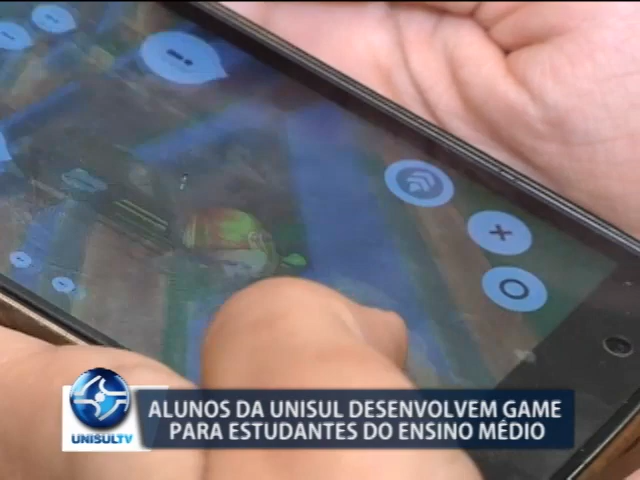 ALUNOS DA UNISUL DESENVOLVEM GAME
PARA ESTUDANTES DO ENSINO MÉDIO
UNISULTV